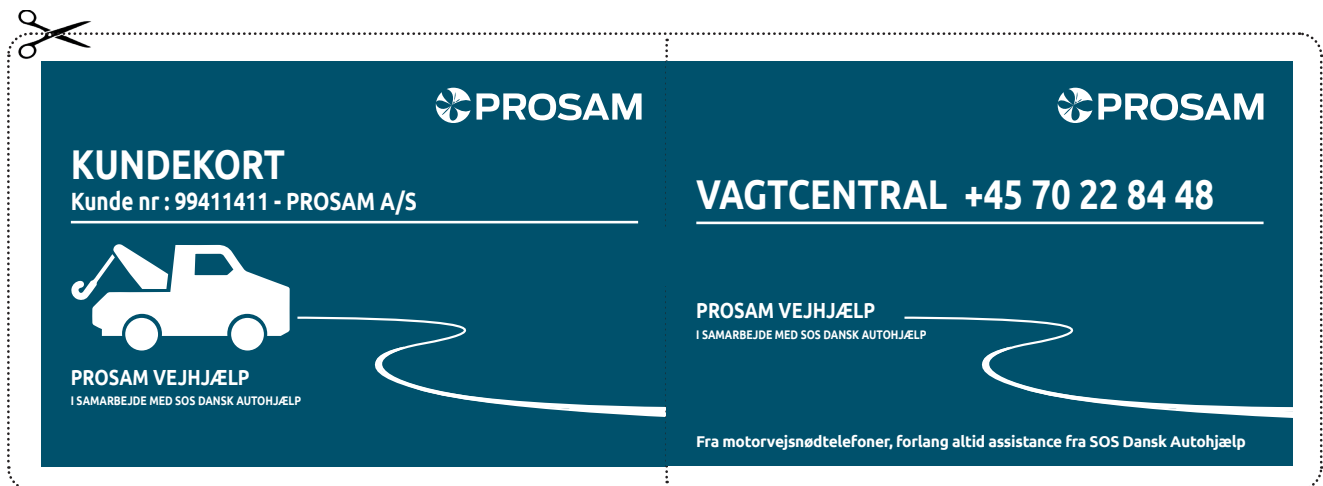 PROSAM
KUNDEKORT
Kunde nr : 99411411 - PROSAM A/S
PROSAM VEJHJÆLP
I SAMARBEJDE MED SOS DANSK AUTOHJÆLP
PROSAM
VAGTCENTRAL +45 70 22 84 48
PROSAM VEJHJÆLP
I SAMARBEJDE MED SOS DANSK AUTOHJÆLP
Fra motorvejsnødtelefoner, forlang altid assistance fra SOS Dansk Autohjælp